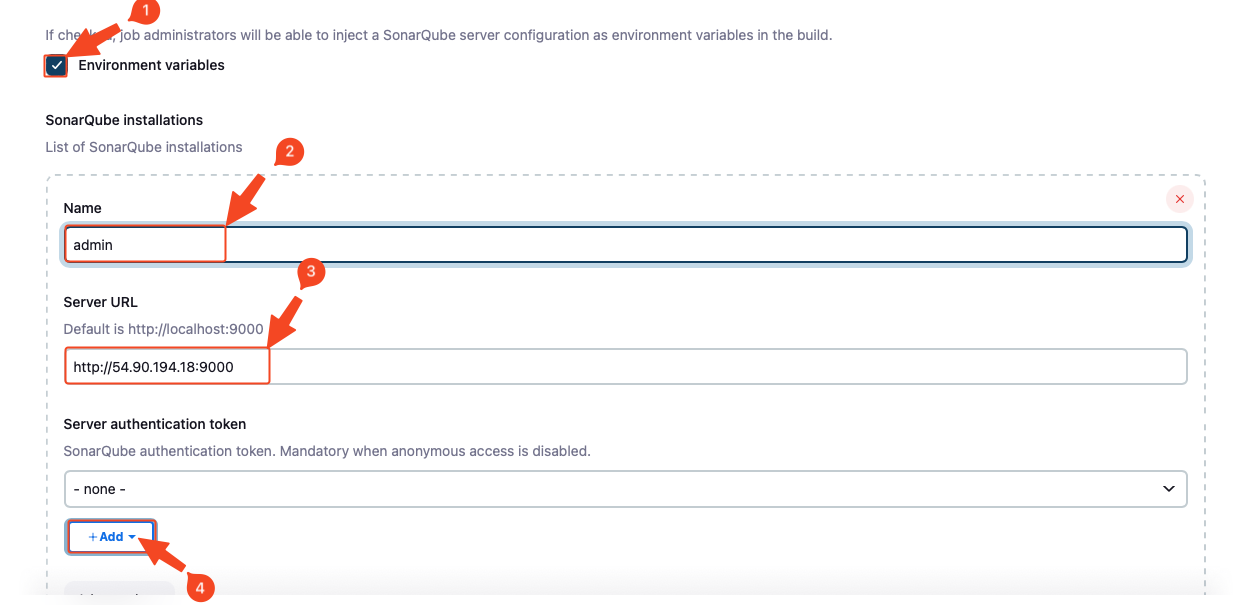 1
If checked, job administrators will be able to inject a SonarQube server configuration as environment variables in the build.
Environment variables
SonarQube installations
List of SonarQube installations
2
Name
admin
3
Server URL
Default is http://localhost:9000
http://54.90.194.18:9000
Server authentication token
SonarQube authentication token. Mandatory when anonymous access is disabled.
- none -
+ Add
4